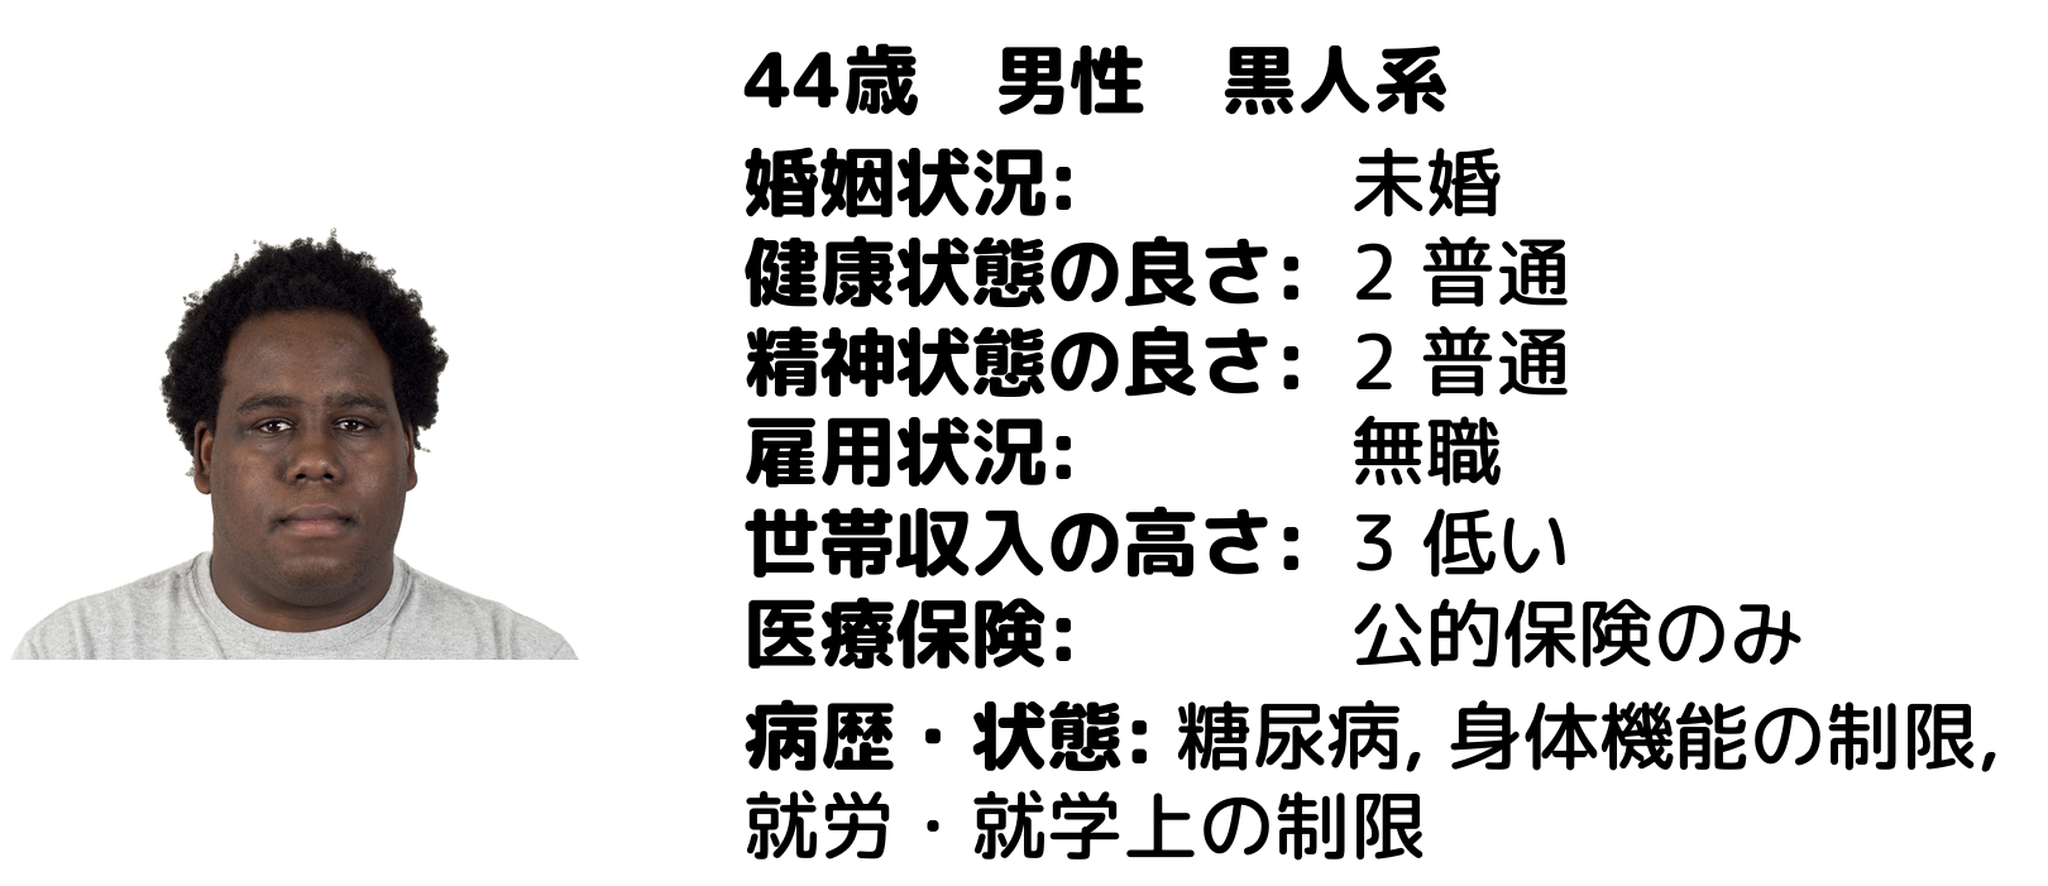 44歳　男性　黒人系
婚姻状況: 未婚
健康状態の良さ: 2 普通
精神状態の良さ: 2 普通
雇用状況: 無職
世帯収入の高さ: 3 低い
医療保険: 公的保険のみ
病歴・状態: 糖尿病, 身体機能の制限,
就労・就学上の制限